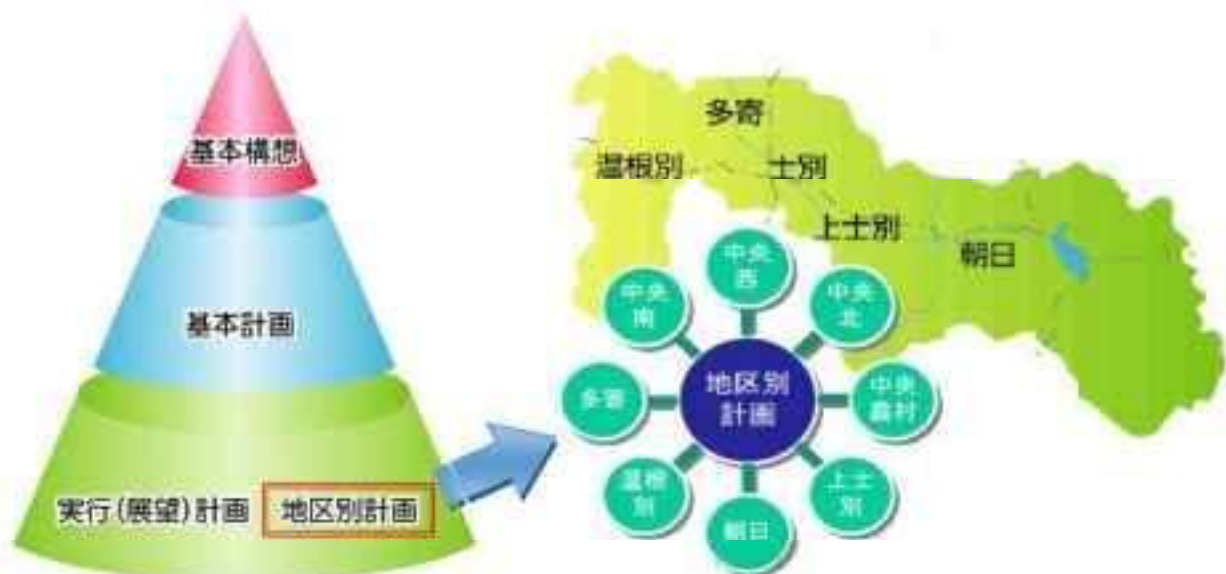 基本構想
基本計画
実行(展望)計画
地区別計画
多寄
温根別
士別
上士別
朝日
中央
西
中央
南
中央
北
多寄
地区別
計画
中央
農村
温根
別
上士
別
朝日